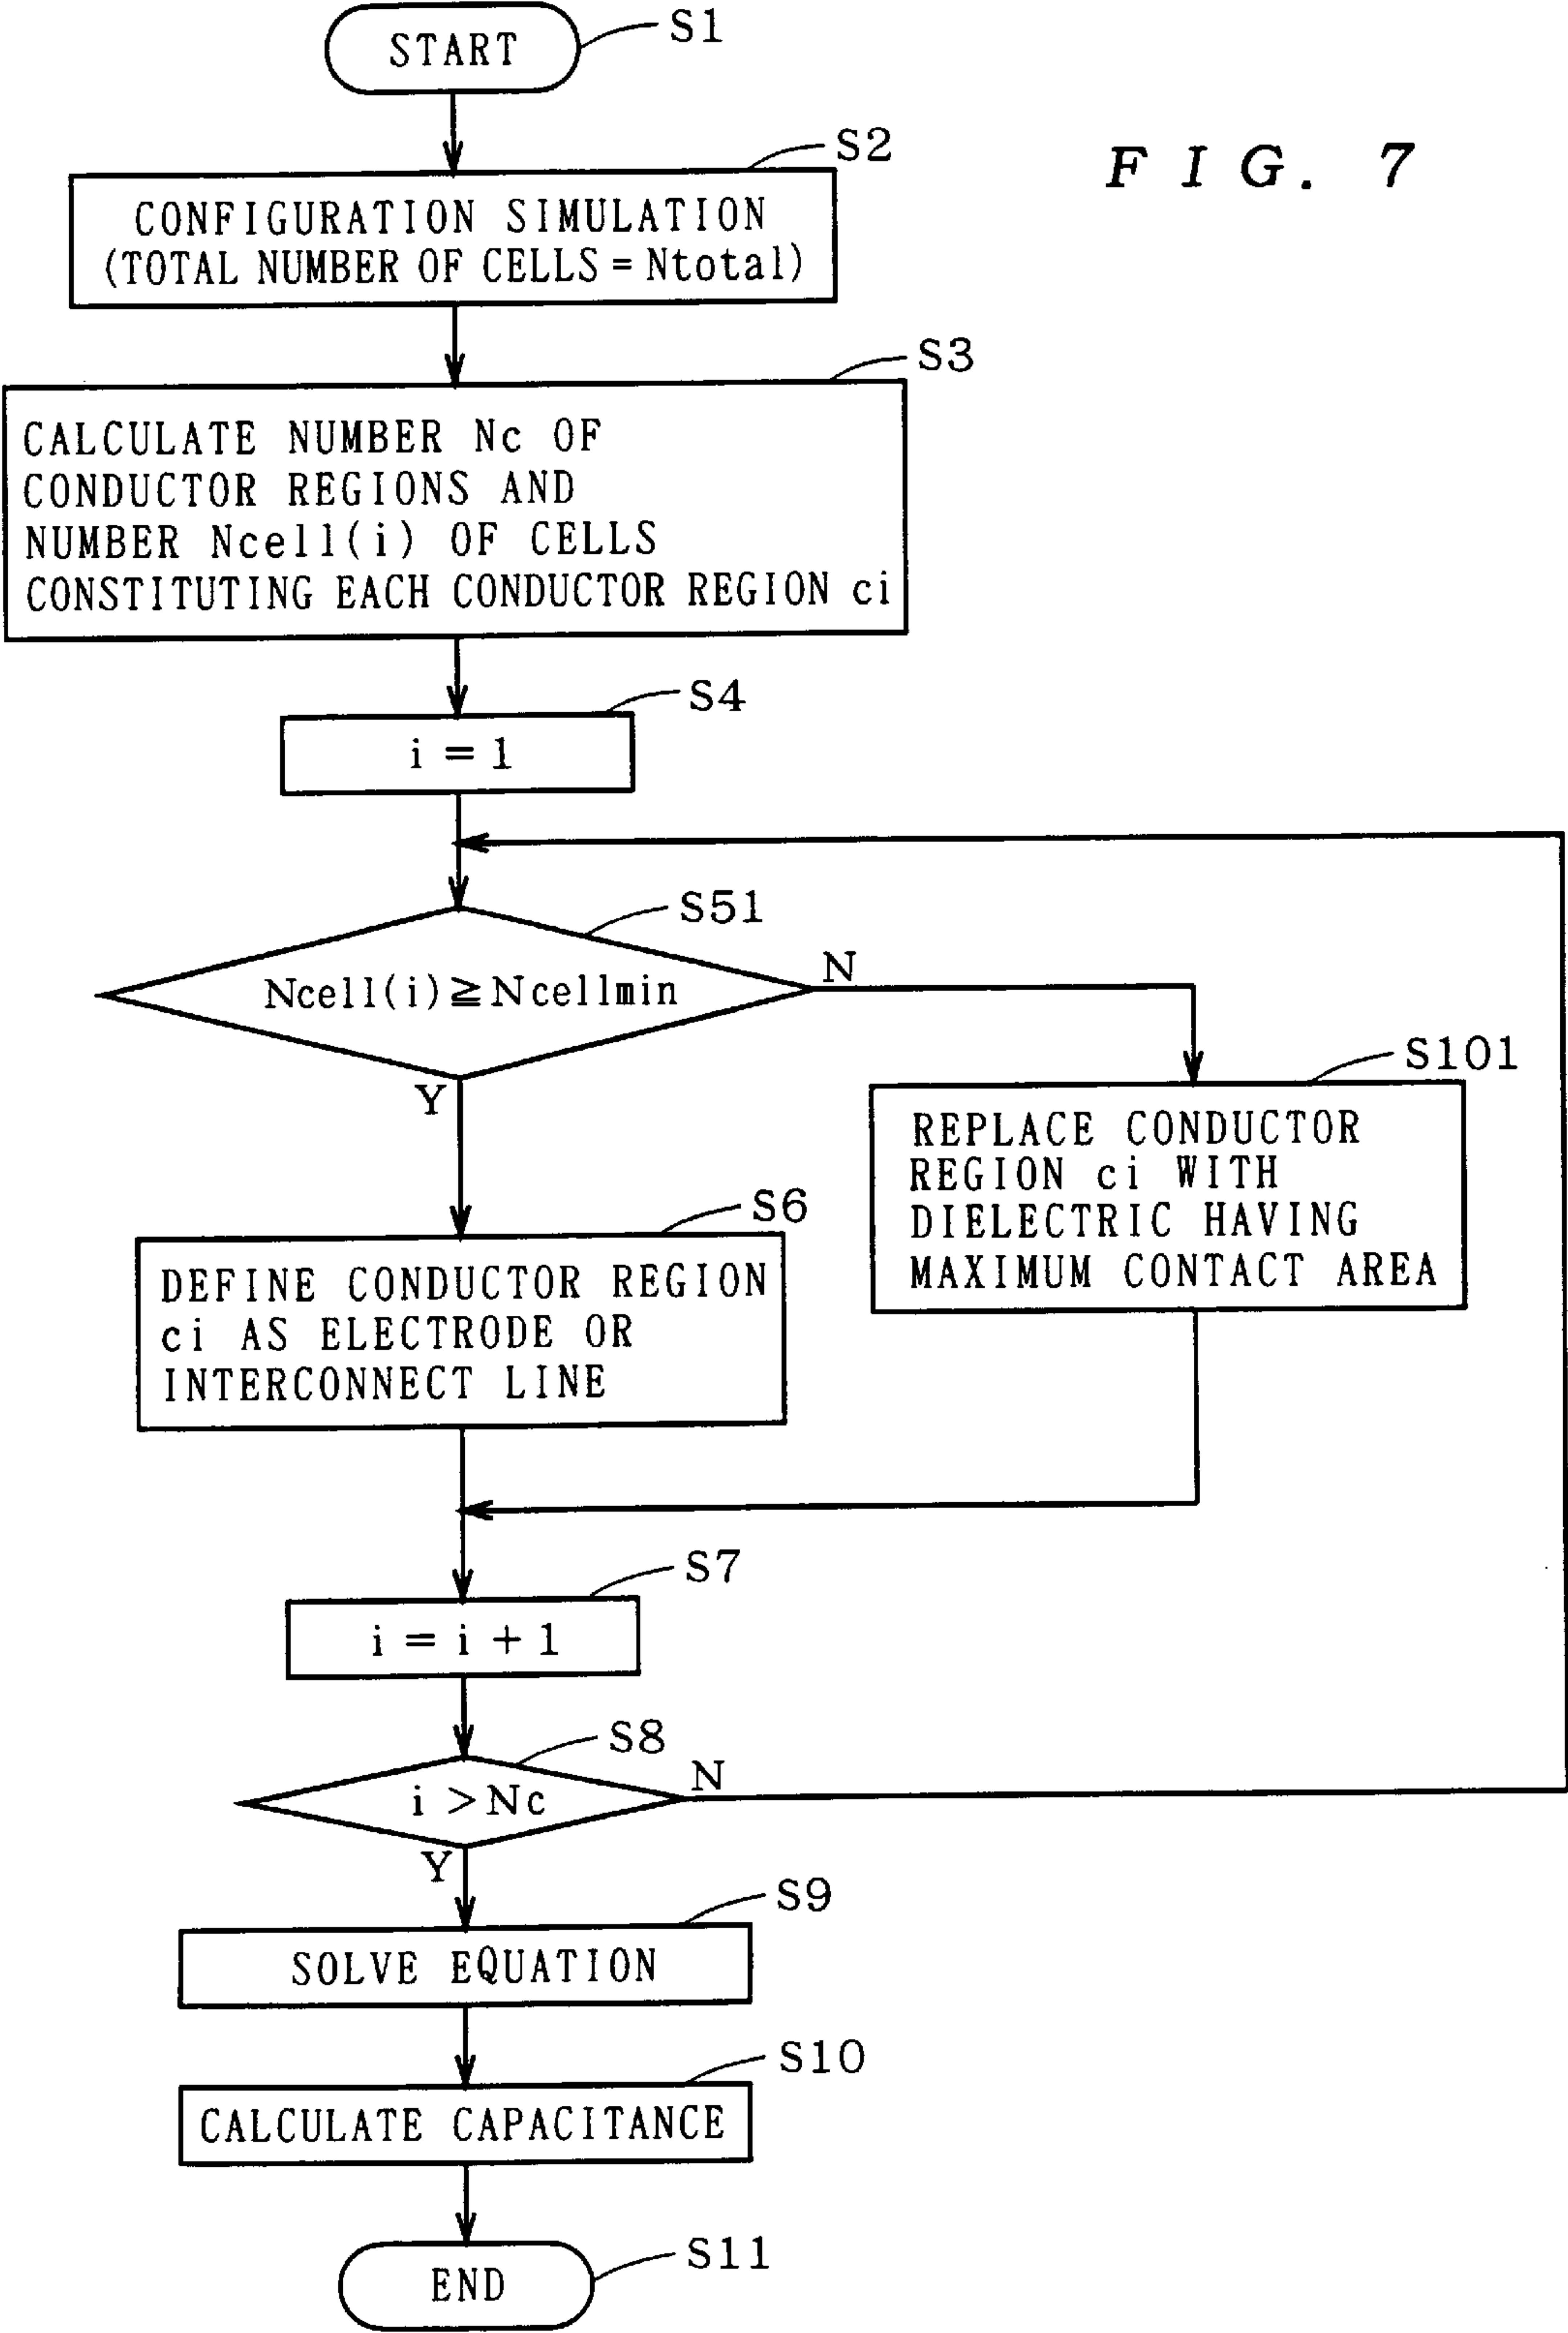 S1
START
FIG. 7
S2
CONFIGURATION SIMULATION
(TOTAL NUMBER OF CELLS = Ntotal)
S3
CALCULATE NUMBER Nc OF
CONDUCTOR REGIONS AND
NUMBER Ncell(i) OF CELLS
CONSTITUTING EACH CONDUCTOR REGION ci
S4
i = 1
S51
Ncell(i)≧Ncellmin
N
Y
S101
REPLACE CONDUCTOR
REGION ci WITH
DIELECTRIC HAVING
MAXIMUM CONTACT AREA
S6
DEFINE CONDUCTOR REGION
ci AS ELECTRODE OR
INTERCONNECT LINE
S7
i = i + 1
S8
i > Nc
N
Y
S9
SOLVE EQUATION
S10
CALCULATE CAPACITANCE
S11
END